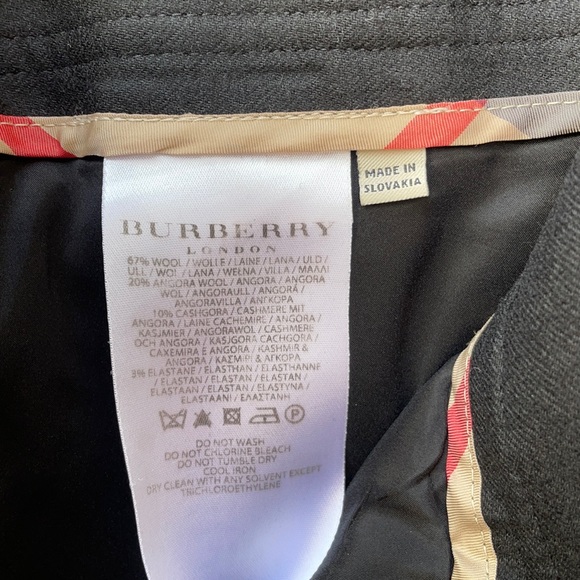 BURBERRY
LONDON
67% WOOL / WOLLE / LAINE / LANA / ULD /
ULL / WOL / LANA / WEŁNA / VILLA / ΜΑΛΛΙ
20% ANGORA WOOL / ANGORA / ANGORA
WOL / ANGORAULL / ANGORÁ /
ANGORAVILLA / ΑΝΓΚΟΡΑ
10% CASHGORA / CASHMERE MIT
ANGORA / LAINE CACHEMIRE / ANGORA /
KASJMIER / ANGORAWOL / CASHMERE
OCH ANGORA / KAŠJGORA CACHGORA /
CAXEMIRA E ANGORA / KASHMIR &
ANGORA / ΚΑΣΜΙΡ & ΑΓΚΟΡΑ
3% ELASTANE / ELASTHAN / ELASTHANNE
/ ELASTAN / ELASTAN / ELASTAN /
ELASTAAN / ELASTAN / ELASTYNA /
ELASTAANI / ΕΛΑΣΤΑΝΗ
P
DO NOT WASH
DO NOT CHLORINE BLEACH
DO NOT TUMBLE DRY
COOL IRON
DRY CLEAN WITH ANY SOLVENT EXCEPT
TRICHLOROETHYLENE
MADE IN
SLOVAKIA